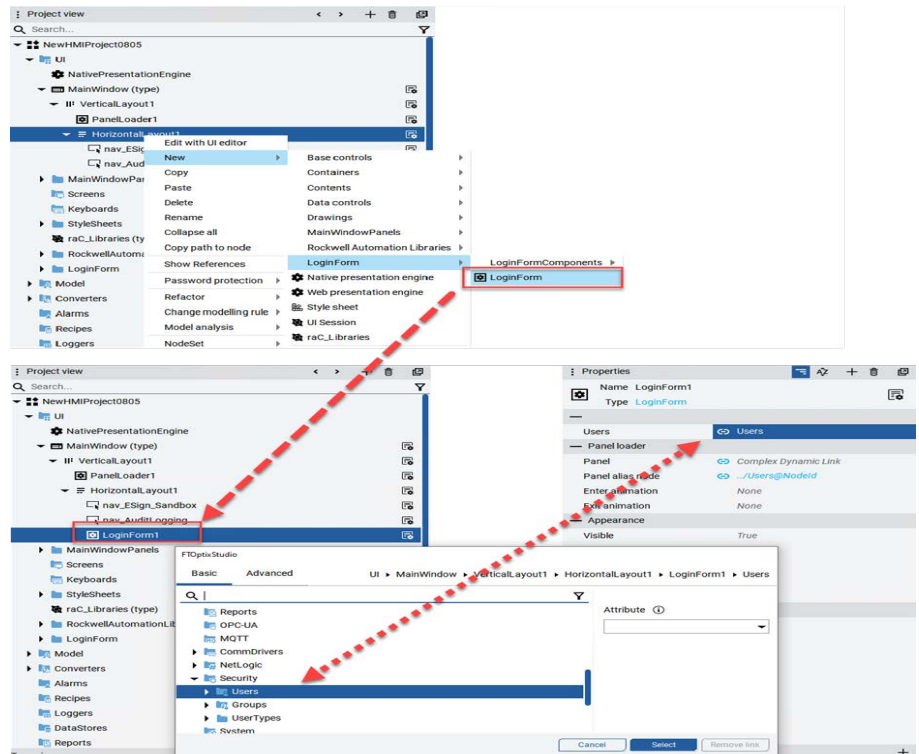 Project view
Search...
NewHMIProject0805
UI
NativePresentationEngine
MainWindow (type)
VerticalLayout1
PanelLoader1
HorizontalLayout1
nav_ESig
nav_Aud
MainWindowPar
Screens
Keyboards
StyleSheets
raC_Libraries (ty
RockwellAutoma
LoginForm
Model
Converters
Alarms
Recipes
Loggers
Edit with UI editor
New
Copy
Paste
Delete
Rename
Collapse all
Copy path to node
Show References
Password protection
Refactor
Change modelling rule
Model analysis
NodeSet
Base controls
Containers
Contents
Data controls
Drawings
MainWindowPanels
Rockwell Automation Libraries
LoginForm
Native presentation engine
Web presentation engine
Style sheet
UI Session
raC_Libraries
LoginFormComponents
LoginForm
Project view
Search...
NewHMIProject0805
UI
NativePresentationEngine
MainWindow (type)
VerticalLayout1
PanelLoader1
HorizontalLayout1
nav_ESign_Sandbox
nav_AuditLogging
LoginForm1
MainWindowPanels
Screens
Keyboards
StyleSheets
raC_Libraries (type)
RockwellAutomationLib
LoginForm
Model
Converters
Alarms
Recipes
Loggers
DataStores
Reports
Properties
Name LoginForm1
Type LoginForm
Users Users
Panel loader
Panel Complex Dynamic Link
Panel alias node ../Users@NodeId
Enter animation None
Exit animation None
Appearance
Visible True
FTOptixStudio
Basic Advanced UI MainWindow VerticalLayout1 HorizontalLayout1 LoginForm1 Users
Reports
OPC-UA
MQTT
CommDrivers
NetLogic
Security
Users
Groups
UserTypes
System
Attribute
Cancel Select Remove link